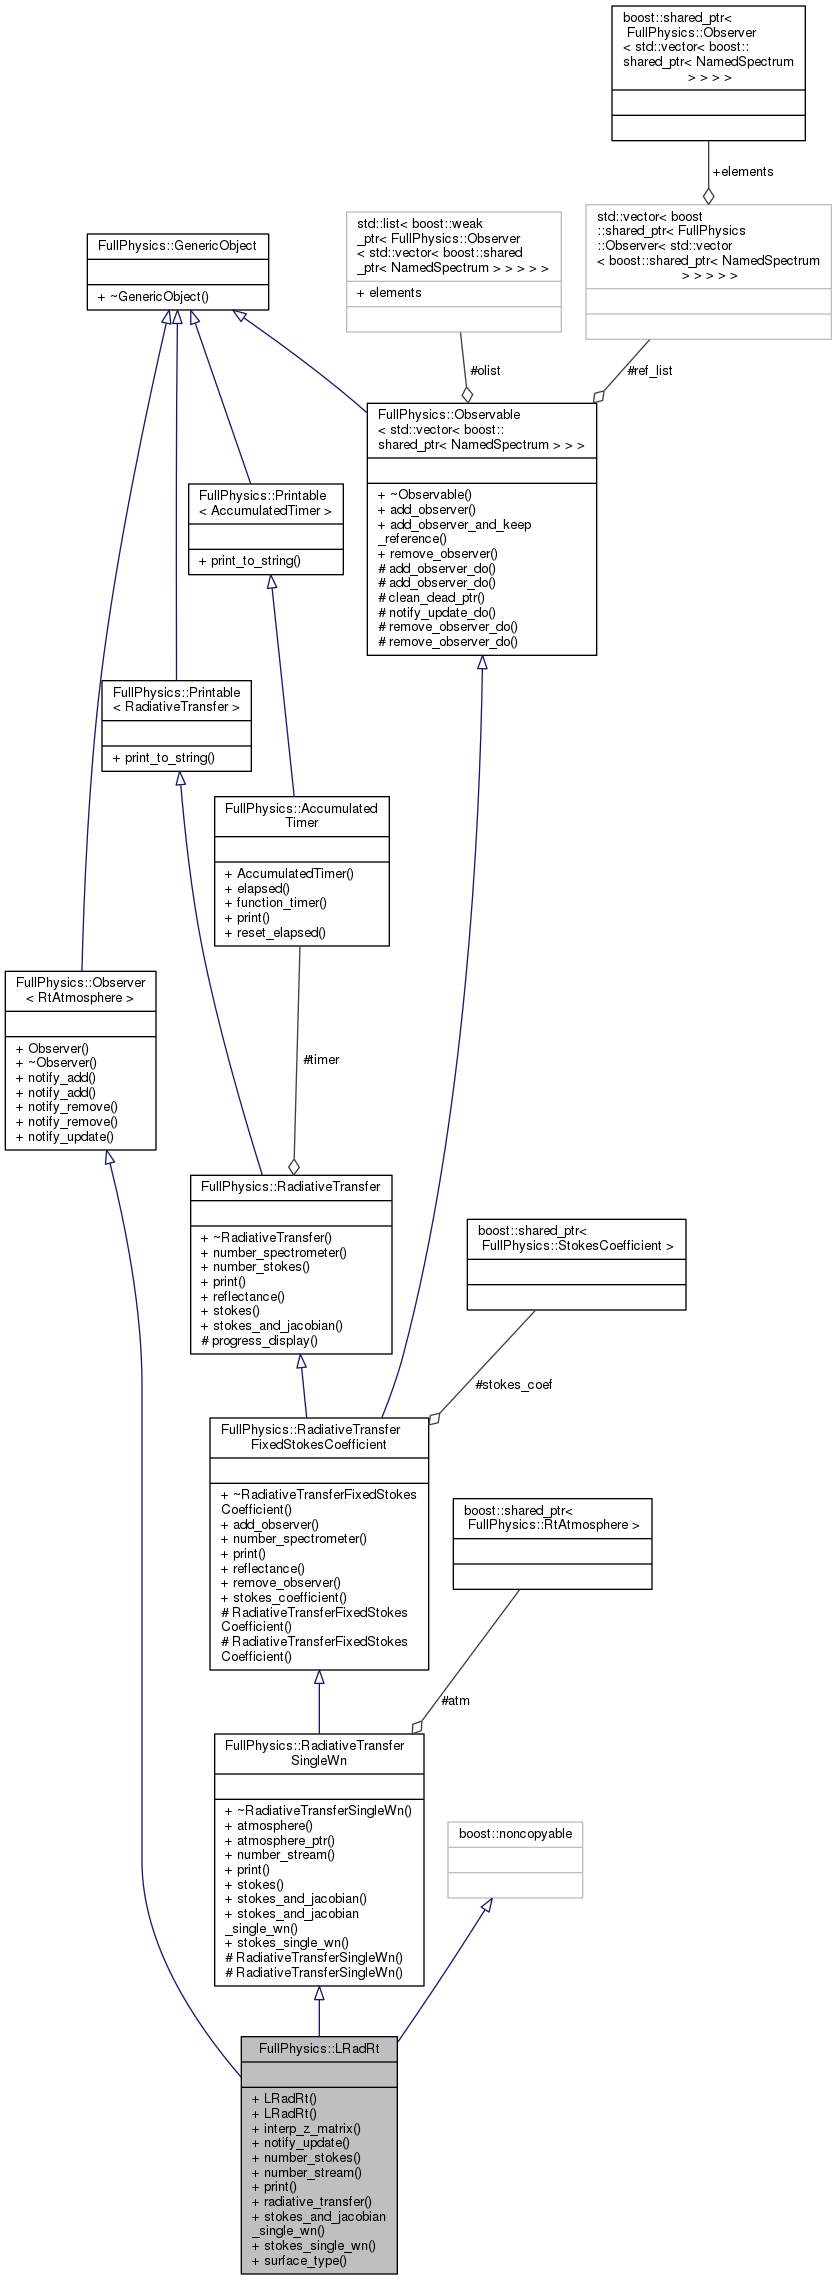 boost::shared_ptr<
FullPhysics::Observer
< std::vector< boost::
shared_ptr< NamedSpectrum
> > > >
+elements
std::vector< boost
::shared_ptr< FullPhysics
::Observer< std::vector
< boost::shared_ptr< NamedSpectrum
> > > > >
std::list< boost::weak
_ptr< FullPhysics::Observer
< std::vector< boost::shared
_ptr< NamedSpectrum > > > > >
+ elements
FullPhysics::GenericObject
+ ~GenericObject()
#olist
#ref_list
FullPhysics::Observable
< std::vector< boost::
shared_ptr< NamedSpectrum > > >
+ ~Observable()
+ add_observer()
+ add_observer_and_keep
_reference()
+ remove_observer()
# add_observer_do()
# add_observer_do()
# clean_dead_ptr()
# notify_update_do()
# remove_observer_do()
# remove_observer_do()
FullPhysics::Printable
< AccumulatedTimer >
+ print_to_string()
FullPhysics::Printable
< RadiativeTransfer >
+ print_to_string()
FullPhysics::Accumulated
Timer
+ AccumulatedTimer()
+ elapsed()
+ function_timer()
+ print()
+ reset_elapsed()
FullPhysics::Observer
< RtAtmosphere >
+ Observer()
+ ~Observer()
+ notify_add()
+ notify_add()
+ notify_remove()
+ notify_remove()
+ notify_update()
#timer
FullPhysics::RadiativeTransfer
+ ~RadiativeTransfer()
+ number_spectrometer()
+ number_stokes()
+ print()
+ reflectance()
+ stokes()
+ stokes_and_jacobian()
# progress_display()
boost::shared_ptr<
FullPhysics::StokesCoefficient >
#stokes_coef
FullPhysics::RadiativeTransfer
FixedStokesCoefficient
+ ~RadiativeTransferFixedStokes
Coefficient()
+ add_observer()
+ number_spectrometer()
+ print()
+ reflectance()
+ remove_observer()
+ stokes_coefficient()
# RadiativeTransferFixedStokes
Coefficient()
# RadiativeTransferFixedStokes
Coefficient()
boost::shared_ptr<
FullPhysics::RtAtmosphere >
#atm
FullPhysics::RadiativeTransfer
SingleWn
+ ~RadiativeTransferSingleWn()
+ atmosphere()
+ atmosphere_ptr()
+ number_stream()
+ print()
+ stokes()
+ stokes_and_jacobian()
+ stokes_and_jacobian
_single_wn()
+ stokes_single_wn()
# RadiativeTransferSingleWn()
# RadiativeTransferSingleWn()
boost::noncopyable
FullPhysics::LRadRt
+ LRadRt()
+ LRadRt()
+ interp_z_matrix()
+ notify_update()
+ number_stokes()
+ number_stream()
+ print()
+ radiative_transfer()
+ stokes_and_jacobian
_single_wn()
+ stokes_single_wn()
+ surface_type()